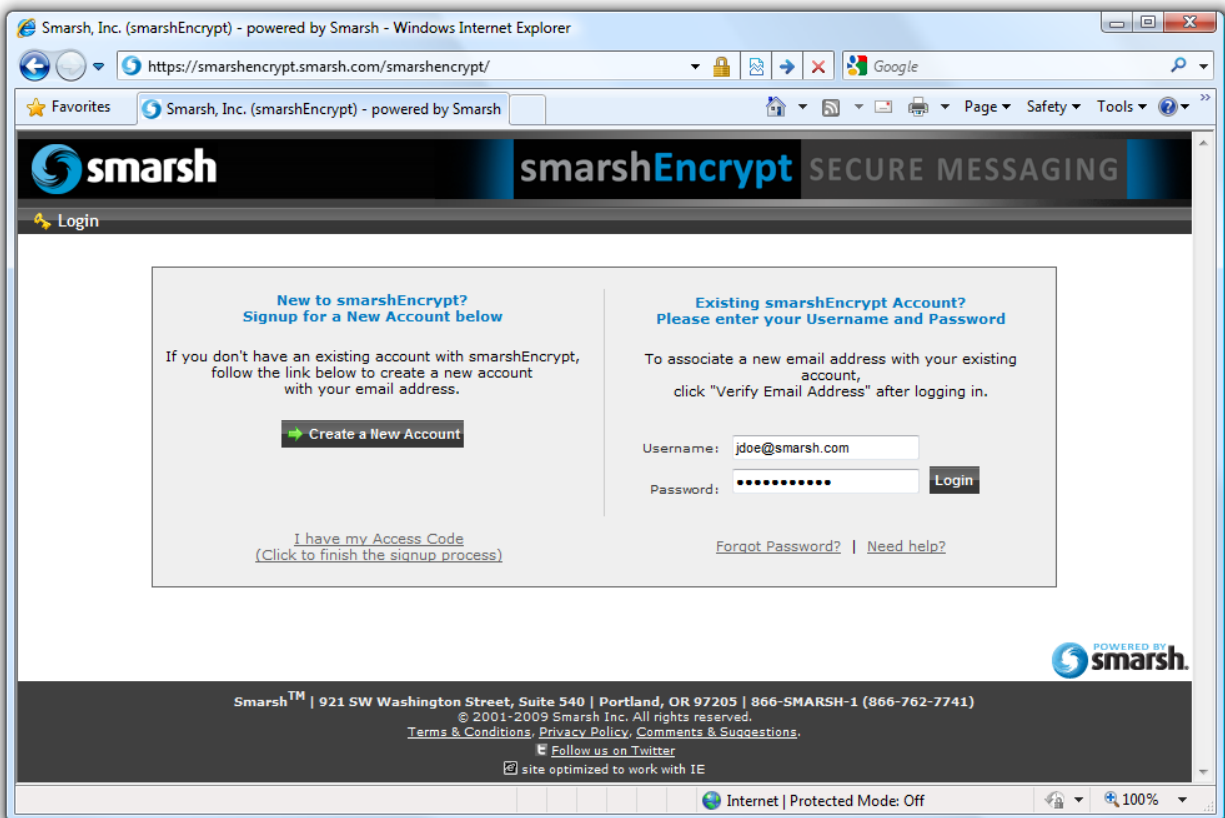 Smarsh, Inc. (smarshEncrypt) - powered by Smarsh - Windows Internet Explorer
https://smarshencrypt.smarsh.com/smarshencrypt/
Google
Favorites
Smarsh, Inc. (smarshEncrypt) - powered by Smarsh
Page
Safety
Tools
smarsh
smarshEncrypt SECURE MESSAGING
Login
New to smarshEncrypt?
Signup for a New Account below
If you don't have an existing account with smarshEncrypt,
follow the link below to create a new account
with your email address.
Create a New Account
I have my Access Code
(Click to finish the signup process)
Existing smarshEncrypt Account?
Please enter your Username and Password
To associate a new email address with your existing
account,
click "Verify Email Address" after logging in.
Username: jdoe@smarsh.com
Password: •••••••••••
Login
Forgot Password? | Need help?
POWERED BY
smarsh.
Smarsh™ | 921 SW Washington Street, Suite 540 | Portland, OR 97205 | 866-SMARSH-1 (866-762-7741)
© 2001-2009 Smarsh Inc. All rights reserved.
Terms & Conditions, Privacy Policy, Comments & Suggestions.
Follow us on Twitter
site optimized to work with IE
Internet | Protected Mode: Off
100%